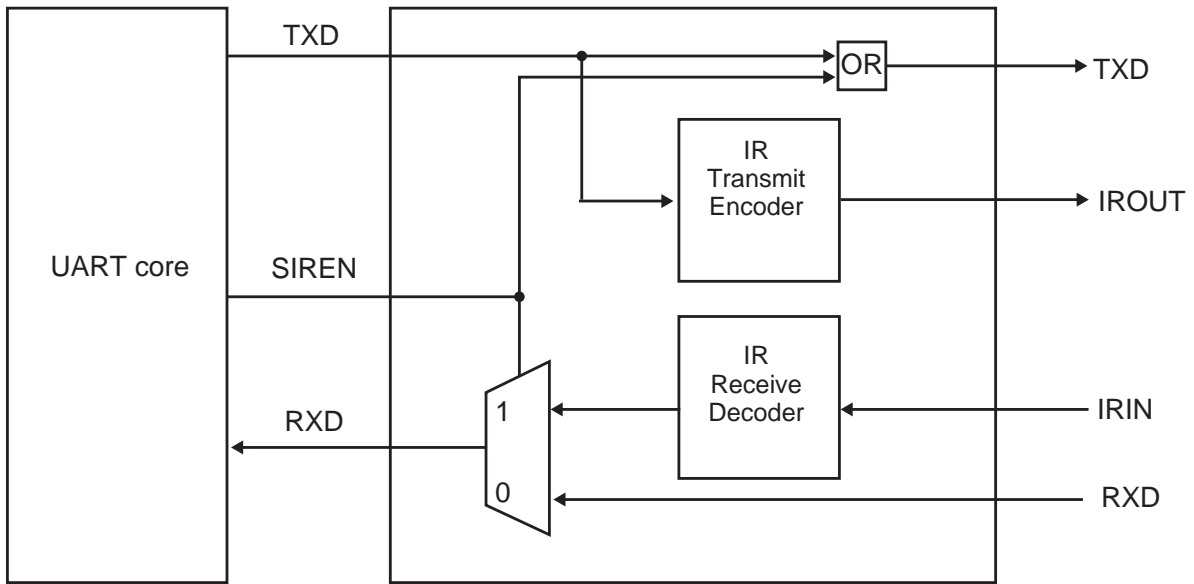 TXD
OR
TXD
IR
Transmit
Encoder
IROUT
UART core
SIREN
IR
Receive
Decoder
1
IRIN
RXD
0
RXD